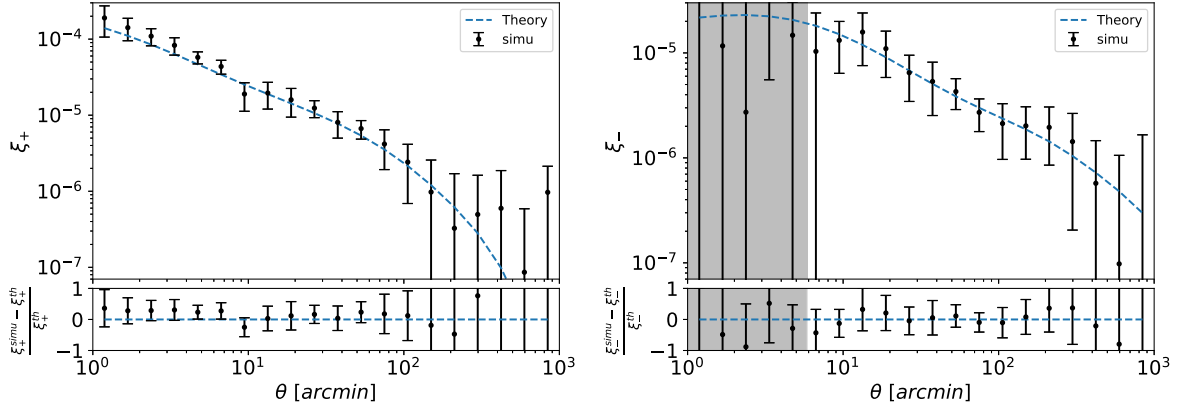 10⁻⁴
10⁻⁵
10⁻⁶
10⁻⁷
ξ₊
Theory
simu
1
0
−1
(ξ₊ˢⁱᵐᵘ − ξ₊ᵗʰ) / ξ₊ᵗʰ
10⁰
10¹
10²
10³
θ [arcmin]
10⁻⁵
10⁻⁶
10⁻⁷
ξ₋
Theory
simu
1
0
−1
(ξ₋ˢⁱᵐᵘ − ξ₋ᵗʰ) / ξ₋ᵗʰ
10⁰
10¹
10²
10³
θ [arcmin]